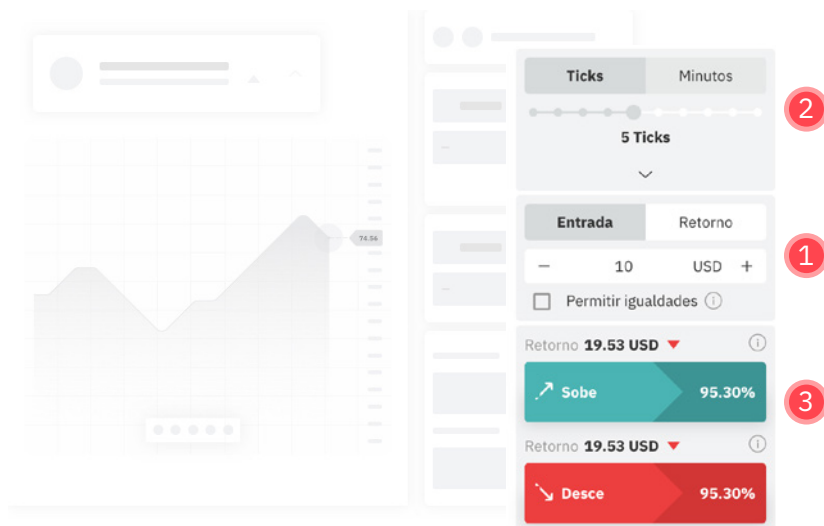 Ticks Minutos
2
5 Ticks
74.56
Entrada Retorno
1
− 10 USD +
Permitir igualdades
Retorno 19.53 USD
Sobe 95.30%
3
Retorno 19.53 USD
Desce 95.30%